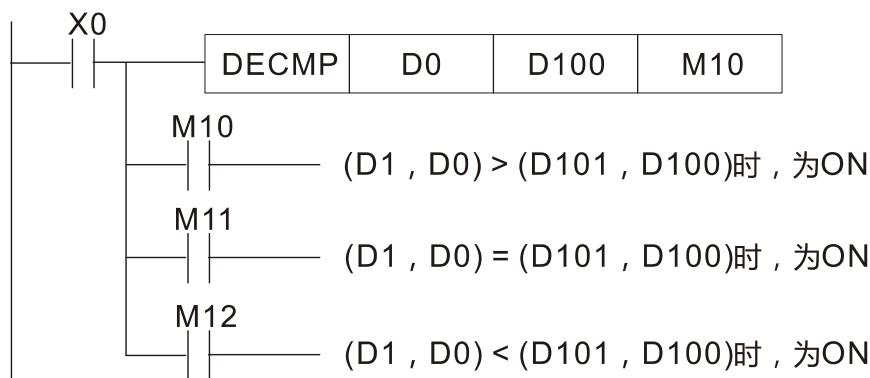 X0
DECMP D0 D100 M10
M10
(D1 , D0) > (D101 , D100)时 , 为ON
M11
(D1 , D0) = (D101 , D100)时 , 为ON
M12
(D1 , D0) < (D101 , D100)时 , 为ON